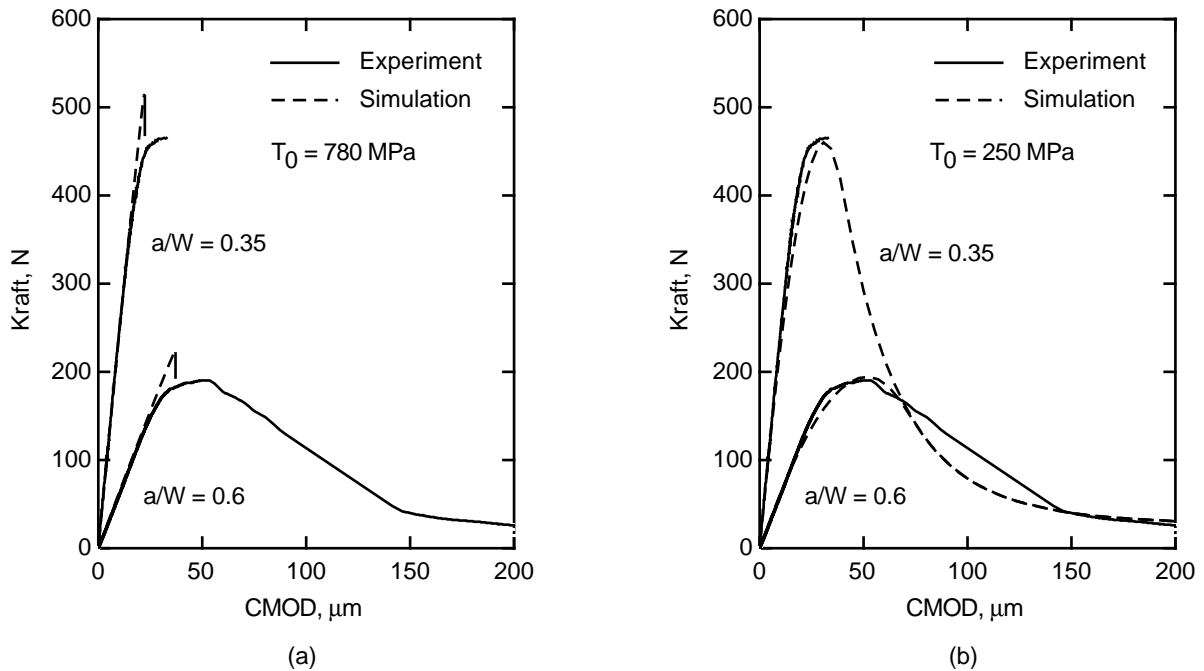 600
500
400
300
200
100
0
Kraft, N
Experiment
Simulation
T0 = 780 MPa
a/W = 0.35
a/W = 0.6
0 50 100 150 200
CMOD, μm
(a)
600
500
400
300
200
100
0
Kraft, N
Experiment
Simulation
T0 = 250 MPa
a/W = 0.35
a/W = 0.6
0 50 100 150 200
CMOD, μm
(b)